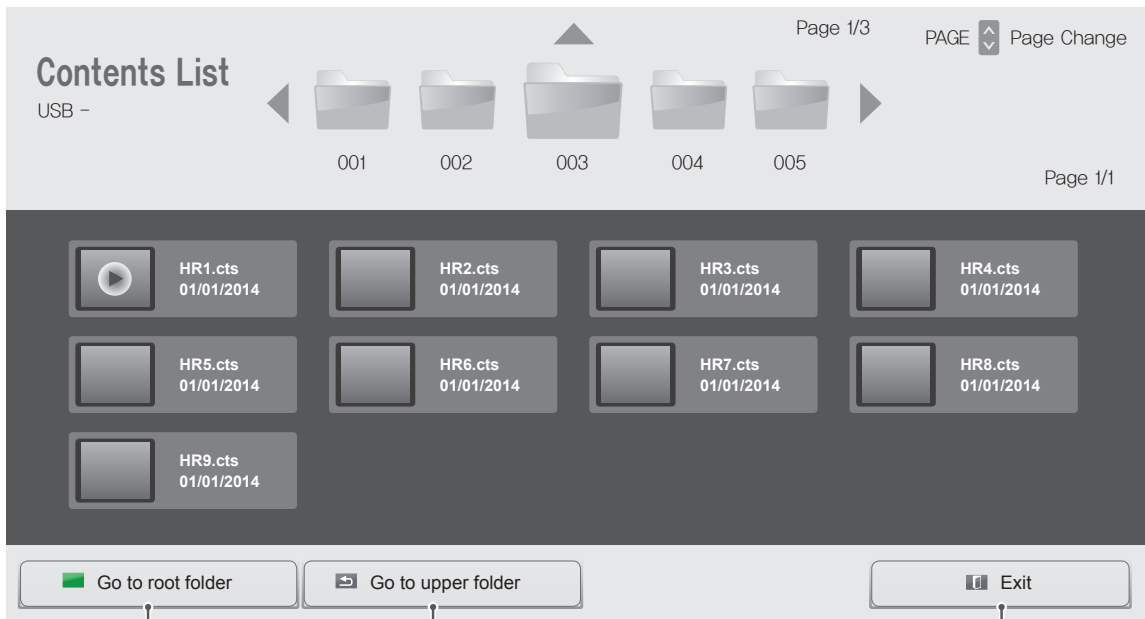 Page 1/3
PAGE Page Change
Contents List
USB -
001 002 003 004 005
Page 1/1
HR1.cts
01/01/2014
HR2.cts
01/01/2014
HR3.cts
01/01/2014
HR4.cts
01/01/2014
HR5.cts
01/01/2014
HR6.cts
01/01/2014
HR7.cts
01/01/2014
HR8.cts
01/01/2014
HR9.cts
01/01/2014
Go to root folder
Go to upper folder
Exit